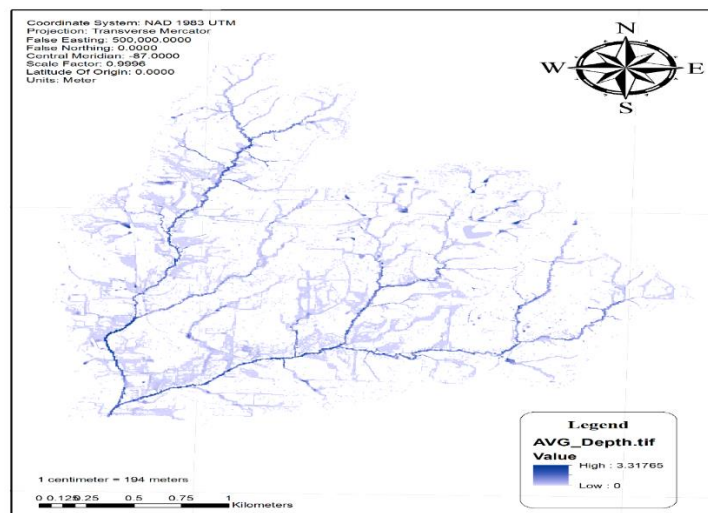 Coordinate System: NAD 1983 UTM
Projection: Transverse Mercator
False Easting: 500,000.0000
False Northing: 0.0000
Central Meridian: -87.0000
Scale Factor: 0.9996
Latitude Of Origin: 0.0000
Units: Meter
N
W E
S
Legend
AVG_Depth.tif
Value
High : 3.31765
Low : 0
1 centimeter = 194 meters
0 0.125 0.25 0.5 0.75 1
Kilometers